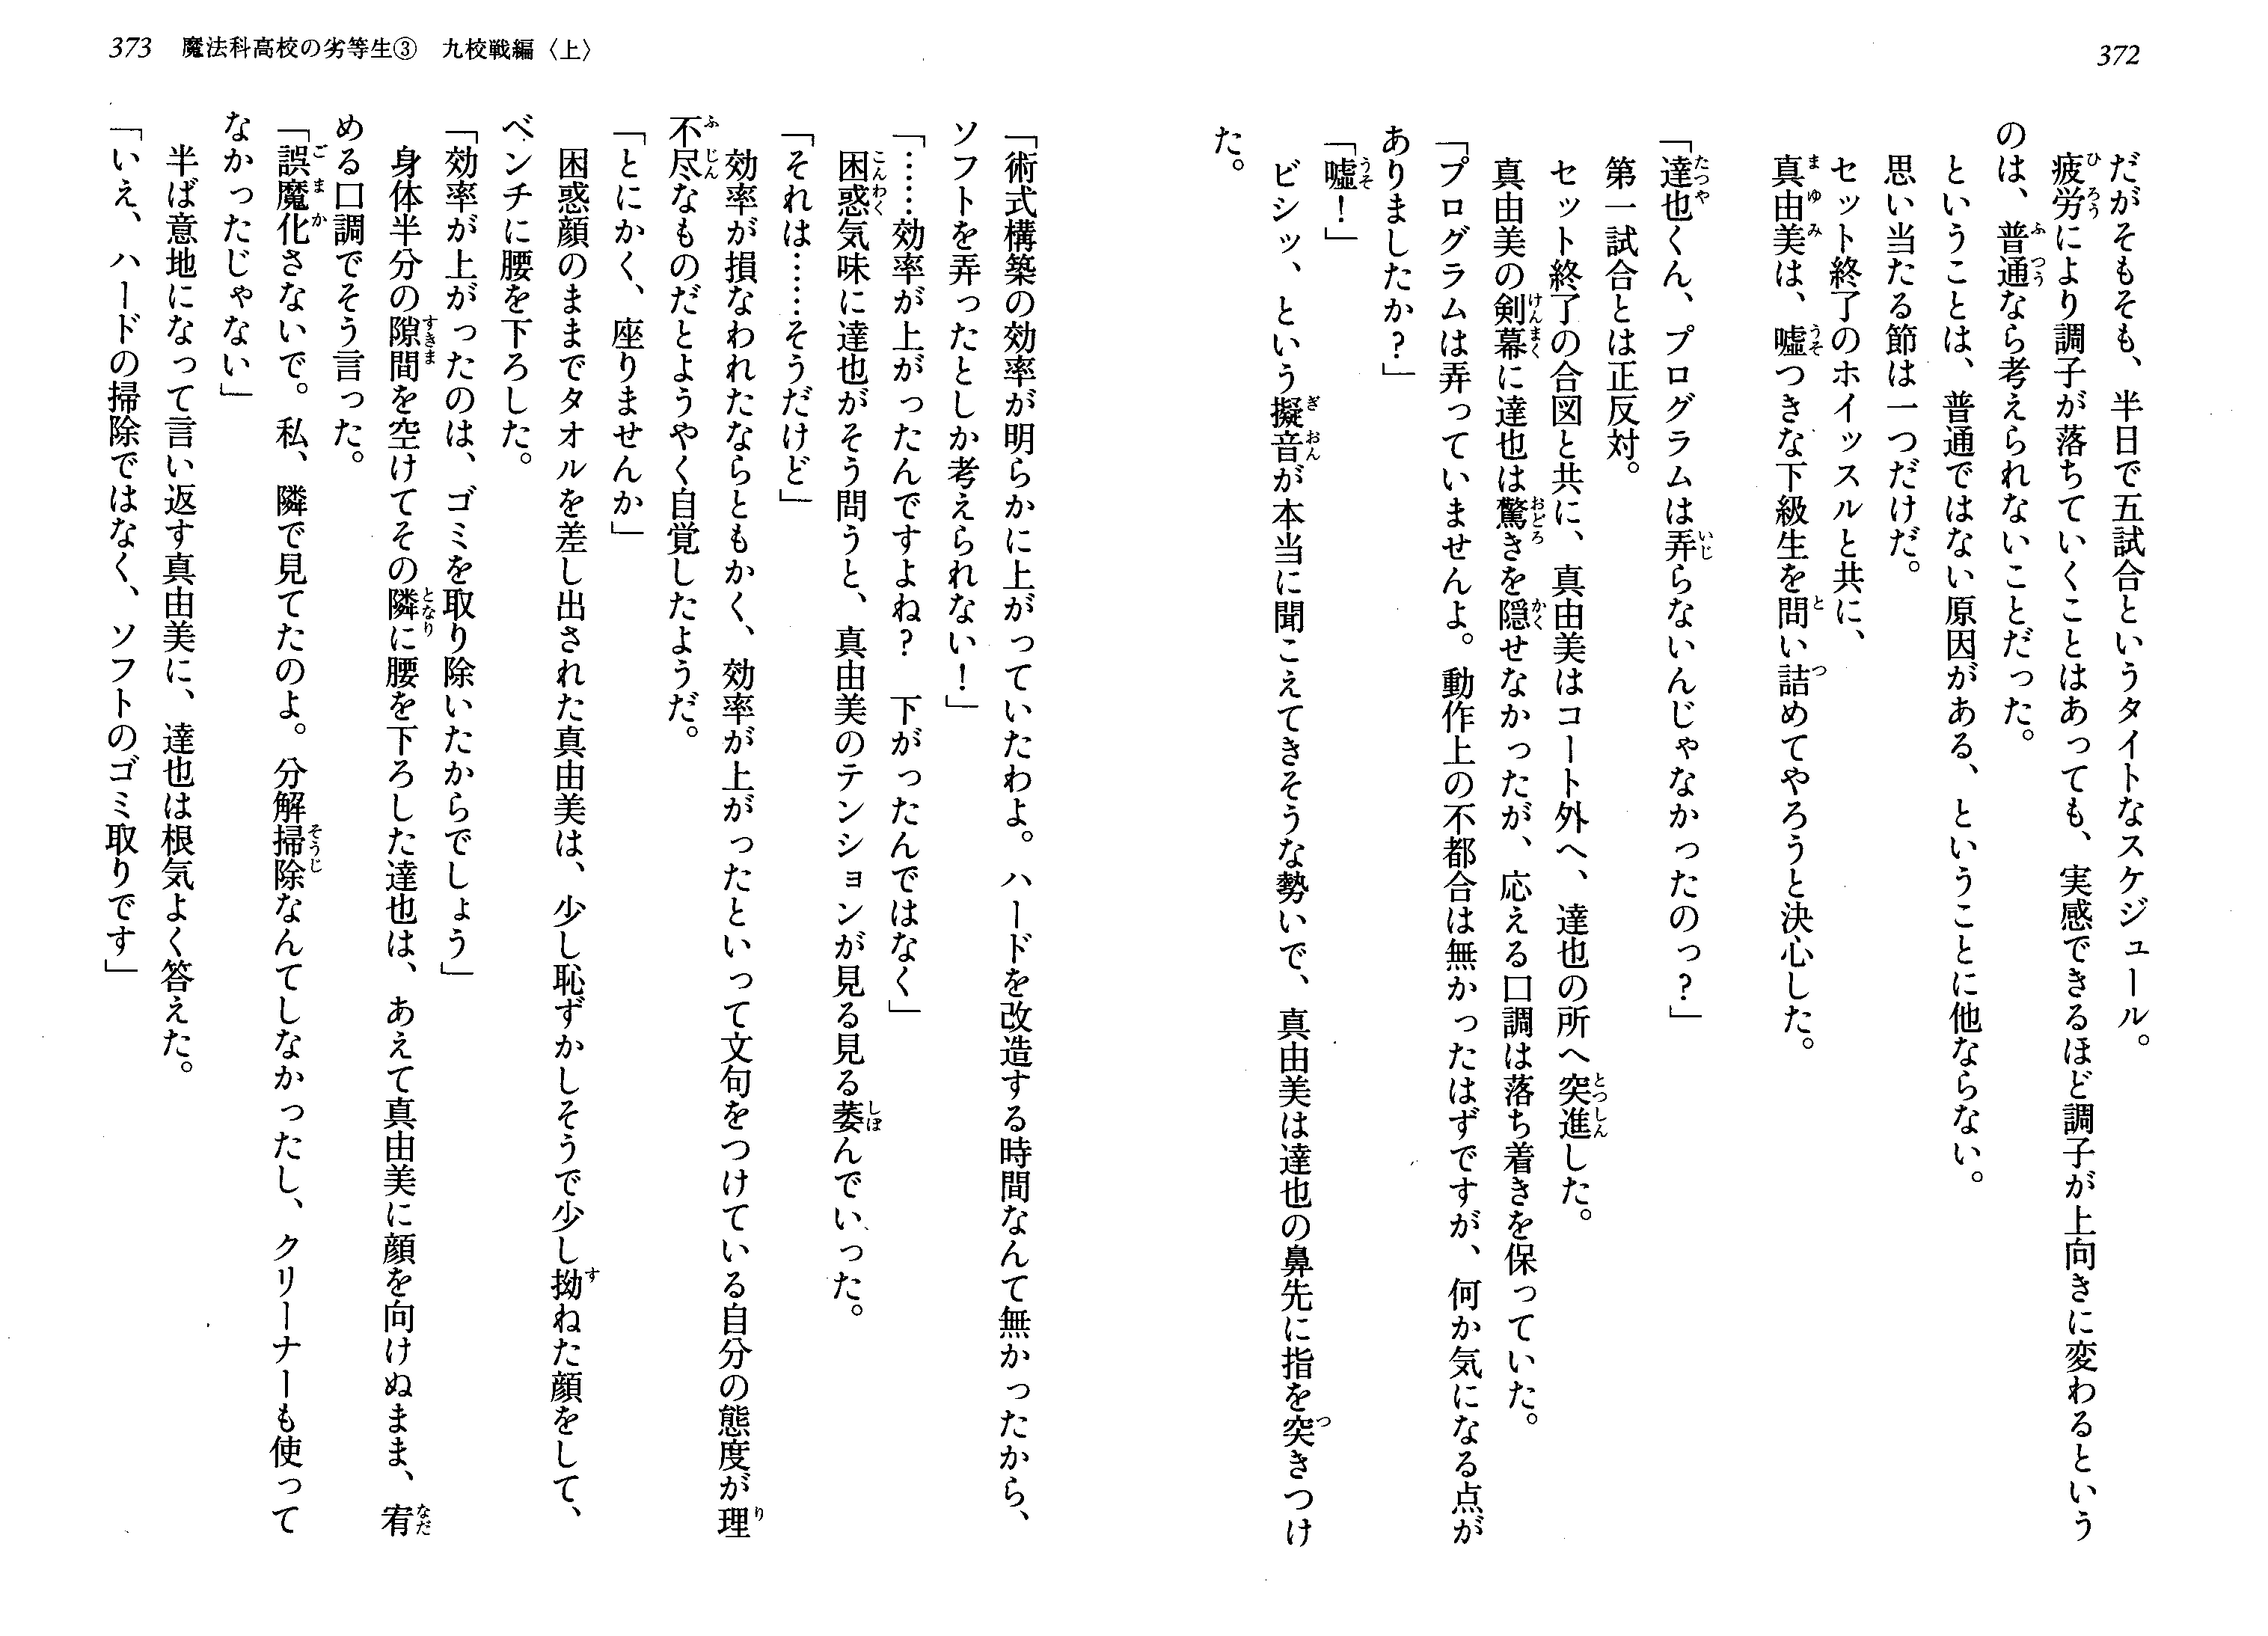 372
だがそもそも、半日で五試合というタイトなスケジュール。
疲労により調子が落ちていくことはあっても、実感できるほど調子が上向きに変わるという
のは、普通なら考えられないことだった。
ということは、普通ではない原因がある、ということに他ならない。
思い当たる節は一つだけだ。
セット終了のホイッスルと共に、
真由美は、嘘つきな下級生を問い詰めてやろうと決心した。
「達也くん、プログラムは弄らないんじゃなかったのっ？」
第一試合とは正反対。
セット終了の合図と共に、真由美はコート外へ、達也の所へ突進した。
真由美の剣幕に達也は驚きを隠せなかったが、応える口調は落ち着きを保っていた。
「プログラムは弄っていませんよ。動作上の不都合は無かったはずですが、何か気になる点が
ありましたか？」
「嘘！」
ビシッ、という擬音が本当に聞こえてきそうな勢いで、真由美は達也の鼻先に指を突きつけ
た。
373 魔法科高校の劣等生③ 九校戦編〈上〉
「術式構築の効率が明らかに上がっていたわよ。ハードを改造する時間なんて無かったから、
ソフトを弄ったとしか考えられない！」
「……効率が上がったんですよね？ 下がったんではなく」
困惑気味に達也がそう問うと、真由美のテンションが見る見る萎んでいった。
「それは……そうだけど」
効率が損なわれたならともかく、効率が上がったといって文句をつけている自分の態度が理
不尽なものだとようやく自覚したようだ。
「とにかく、座りませんか」
困惑顔のままでタオルを差し出された真由美は、少し恥ずかしそうで少し拗ねた顔をして、
ベンチに腰を下ろした。
「効率が上がったのは、ゴミを取り除いたからでしょう」
身体半分の隙間を空けてその隣に腰を下ろした達也は、あえて真由美に顔を向けぬまま、宥
める口調でそう言った。
「誤魔化さないで。私、隣で見てたのよ。分解掃除なんてしなかったし、クリーナーも使って
なかったじゃない」
半ば意地になって言い返す真由美に、達也は根気よく答えた。
「いえ、ハードの掃除ではなく、ソフトのゴミ取りです」